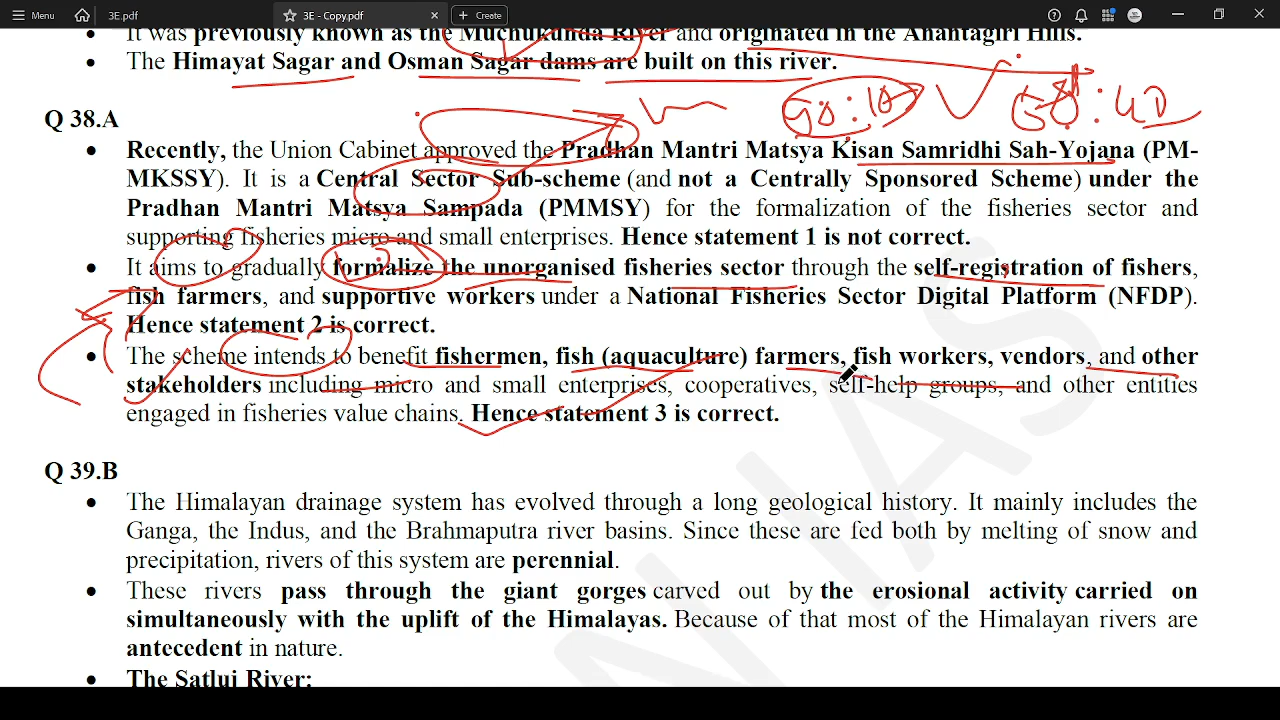 Menu
3E.pdf
3E - Copy.pdf
Create
It was previously known as the Muchukunda River and originated in the Anantagiri Hills.
• The Himayat Sagar and Osman Sagar dams are built on this river.
90:10
50:40
Q 38.A
• Recently, the Union Cabinet approved the Pradhan Mantri Matsya Kisan Samridhi Sah-Yojana (PM-
MKSSY). It is a Central Sector Sub-scheme (and not a Centrally Sponsored Scheme) under the
Pradhan Mantri Matsya Sampada (PMMSY) for the formalization of the fisheries sector and
supporting fisheries micro and small enterprises. Hence statement 1 is not correct.
• It aims to gradually formalize the unorganised fisheries sector through the self-registration of fishers,
fish farmers, and supportive workers under a National Fisheries Sector Digital Platform (NFDP).
Hence statement 2 is correct.
• The scheme intends to benefit fishermen, fish (aquaculture) farmers, fish workers, vendors, and other
stakeholders including micro and small enterprises, cooperatives, self-help groups, and other entities
engaged in fisheries value chains. Hence statement 3 is correct.
Q 39.B
• The Himalayan drainage system has evolved through a long geological history. It mainly includes the
Ganga, the Indus, and the Brahmaputra river basins. Since these are fed both by melting of snow and
precipitation, rivers of this system are perennial.
• These rivers pass through the giant gorges carved out by the erosional activity carried on
simultaneously with the uplift of the Himalayas. Because of that most of the Himalayan rivers are
antecedent in nature.
• The Satluj River: